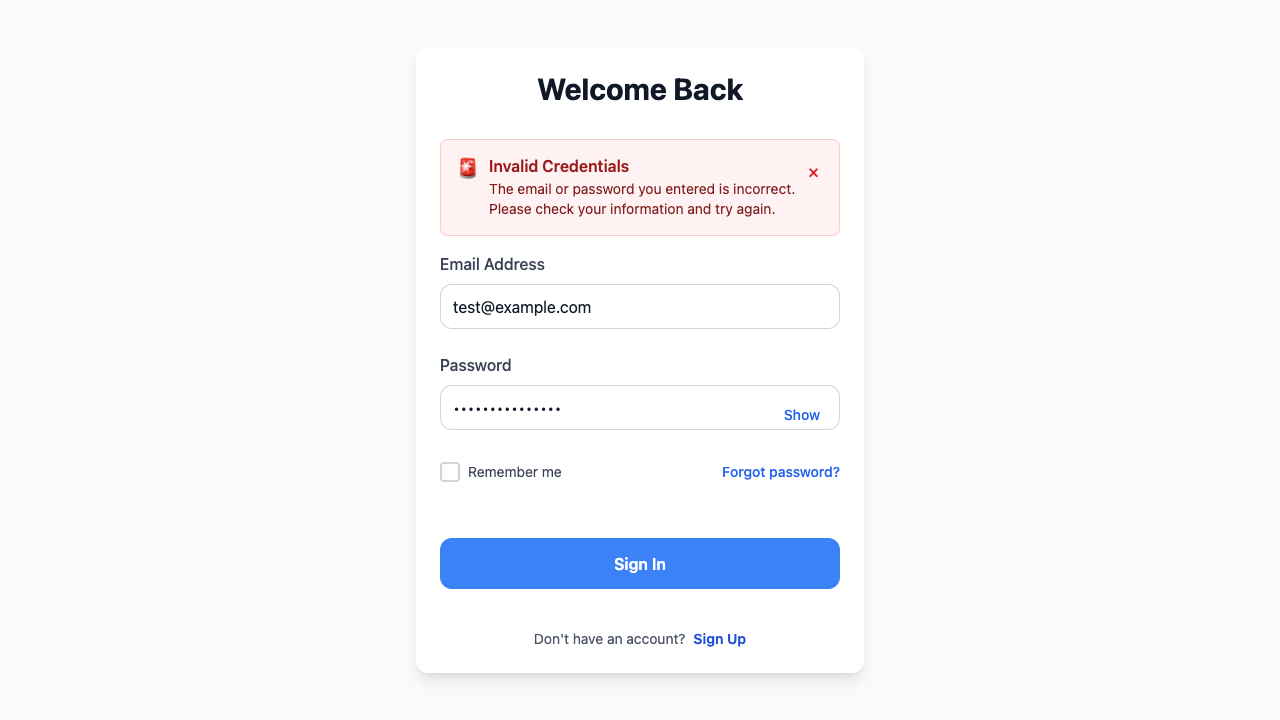 Welcome Back
Invalid Credentials
×
The email or password you entered is incorrect.
Please check your information and try again.
Email Address
test@example.com
Password
•••••••••••••••
Show
Remember me
Forgot password?
Sign In
Don't have an account? Sign Up